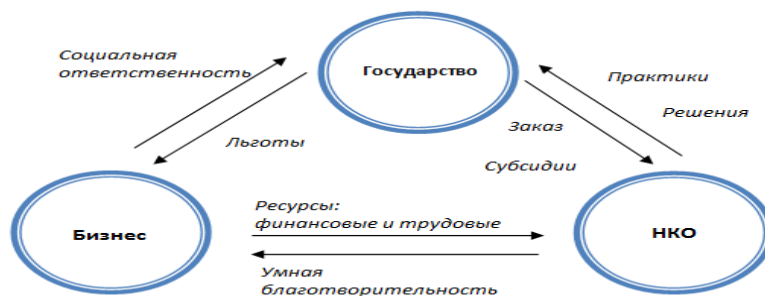 Социальная
ответственность
Государство
Практики
Решения
Льготы
Заказ
Субсидии
Бизнес
Ресурсы:
финансовые и трудовые
НКО
Умная
благотворительность